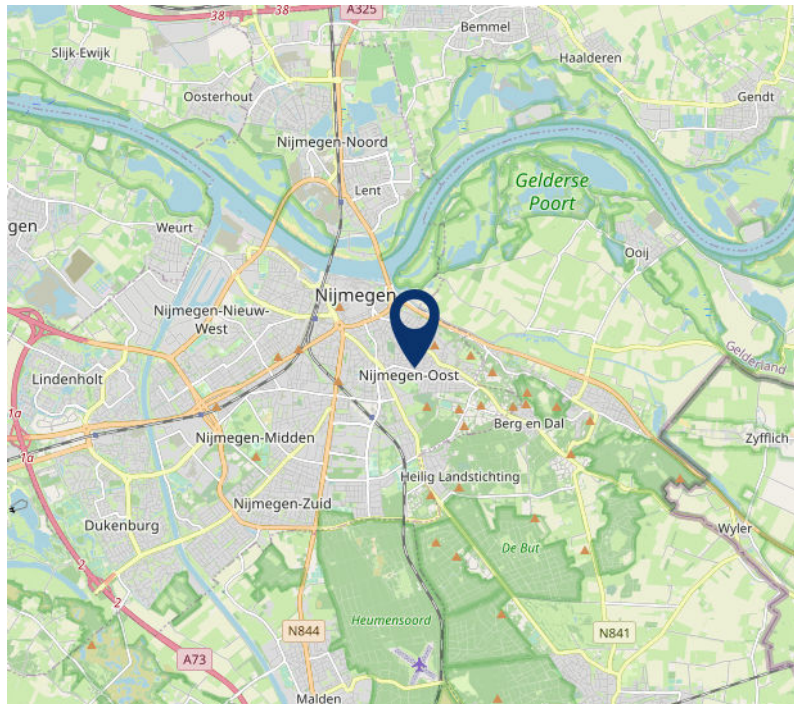 38
A325
Bemmel
Slijk-Ewijk
38
Haalderen
Oosterhout
Gendt
Nijmegen-Noord
Gelderse
Poort
Lent
gen
Weurt
Ooij
Nijmegen
Nijmegen-Nieuw-
West
Gelderland
Lindenholt
Nijmegen-Oost
1a
Berg en Dal
Nijmegen-Midden
Zyfflich
1a
Heilig Landstichting
Nijmegen-Zuid
Dukenburg
Wyler
De But
2
2
Heumensoord
N844
N841
A73
Malden